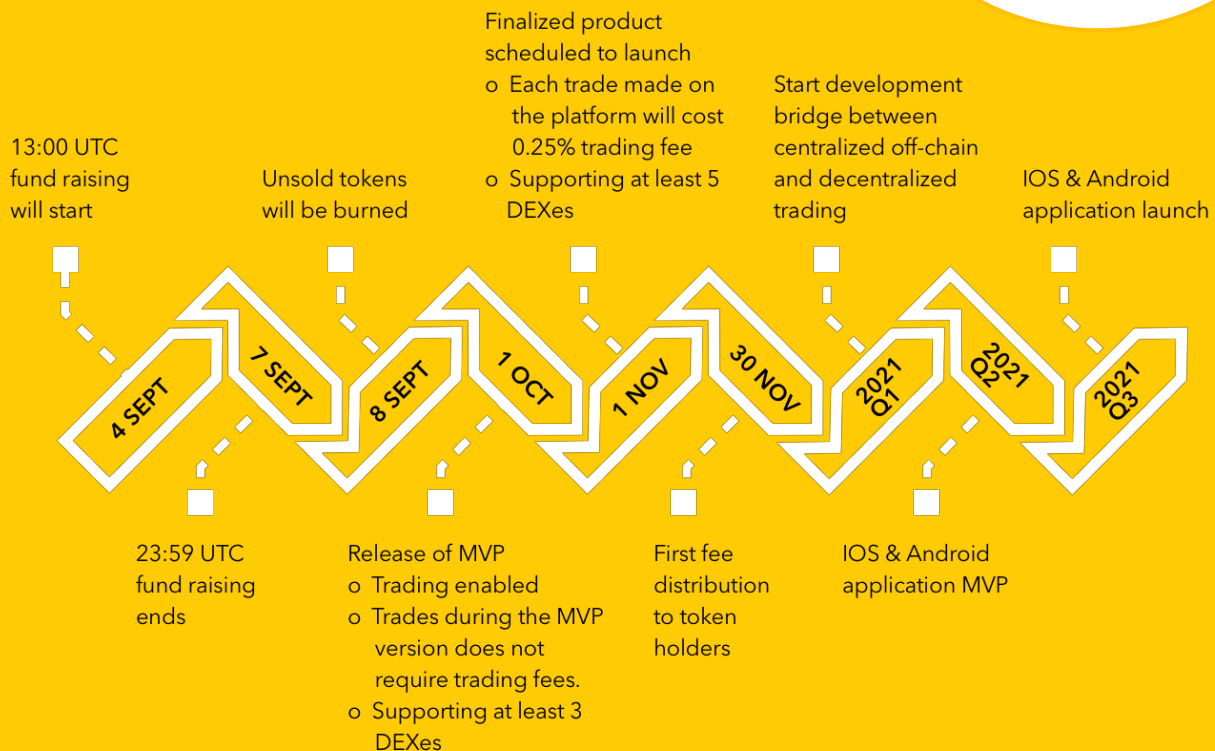 13:00 UTC
fund raising
will start
4 SEPT
7 SEPT
23:59 UTC
fund raising
ends
Unsold tokens
will be burned
8 SEPT
1 OCT
Release of MVP
o Trading enabled
o Trades during the MVP
version does not
require trading fees.
o Supporting at least 3
DEXes
Finalized product
scheduled to launch
o Each trade made on
the platform will cost
0.25% trading fee
o Supporting at least 5
DEXes
1 NOV
30 NOV
First fee
distribution
to token
holders
Start development
bridge between
centralized off-chain
and decentralized
trading
2021
Q1
2021
Q2
IOS & Android
application MVP
IOS & Android
application launch
2021
Q3